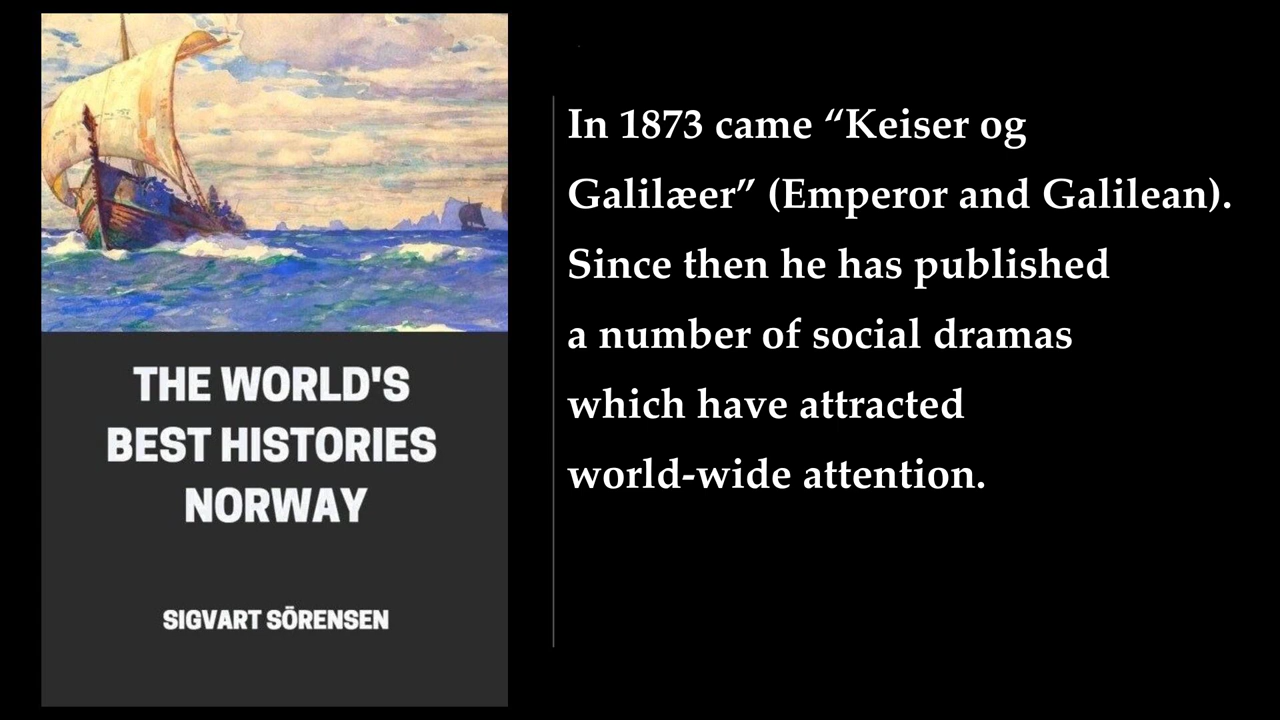 THE WORLD'S
BEST HISTORIES
NORWAY
SIGVART SÖRENSEN
In 1873 came “Keiser og
Galilæer” (Emperor and Galilean).
Since then he has published
a number of social dramas
which have attracted
world-wide attention.